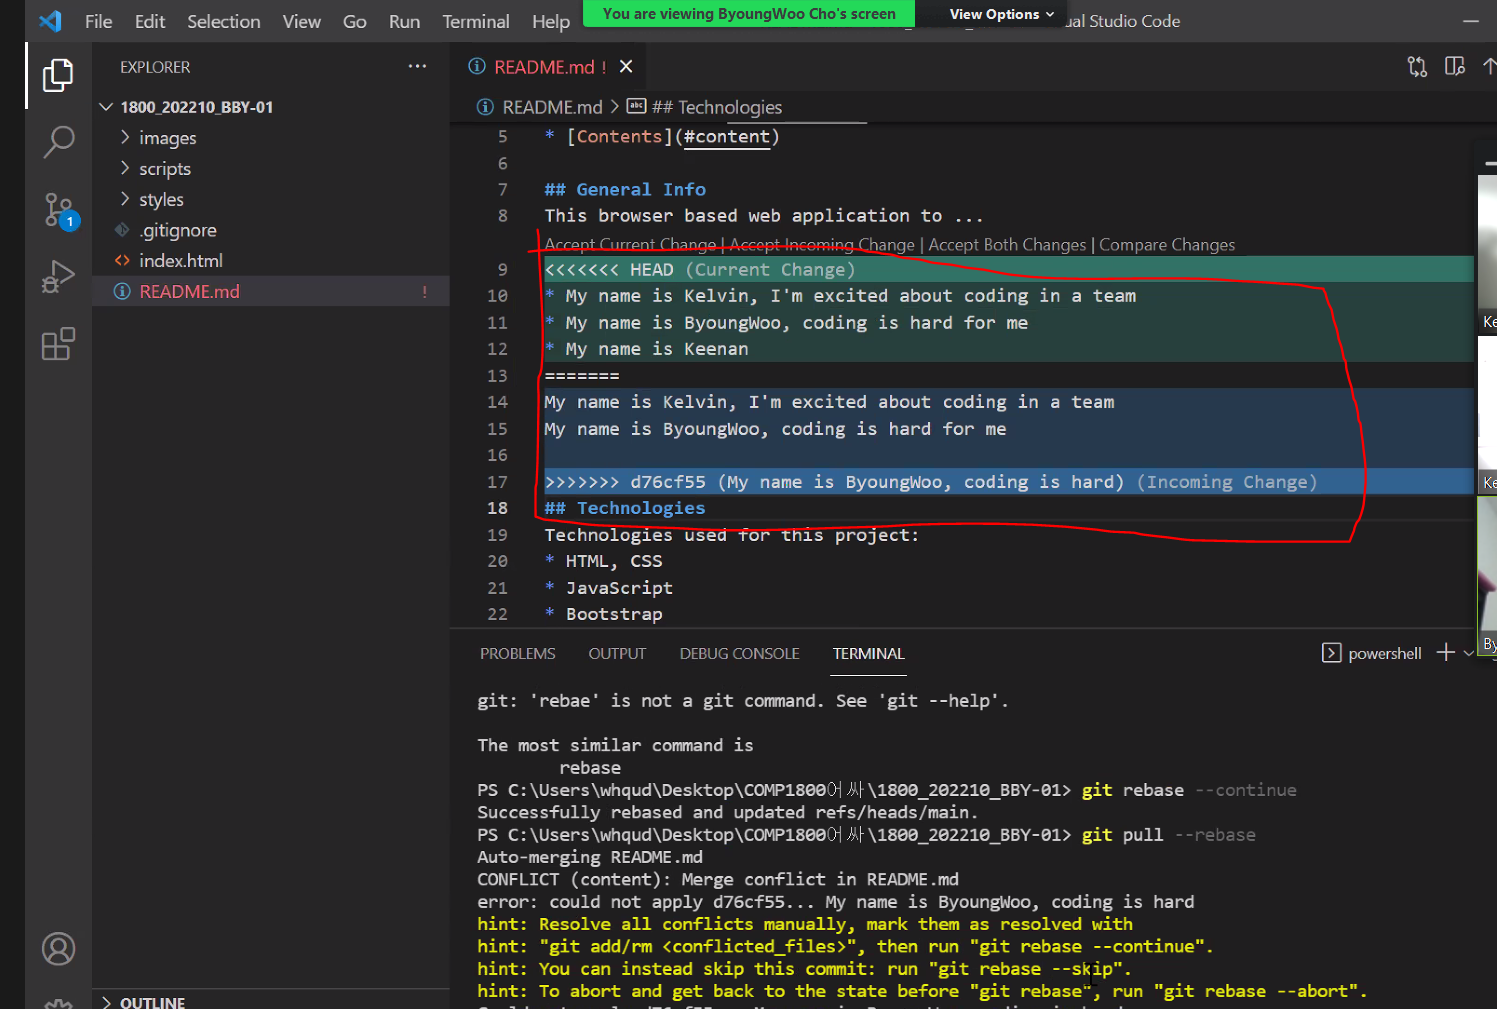 File Edit Selection View Go Run Terminal Help
You are viewing ByoungWoo Cho's screen
View Options
ual Studio Code
EXPLORER
1800_202210_BBY-01
images
scripts
styles
.gitignore
index.html
README.md !
OUTLINE
1
README.md !
README.md > ## Technologies
5 * [Contents](#content)
6
7 ## General Info
8 This browser based web application to ...
Accept Current Change | Accept Incoming Change | Accept Both Changes | Compare Changes
9 <<<<<<< HEAD (Current Change)
10 * My name is Kelvin, I'm excited about coding in a team
11 * My name is ByoungWoo, coding is hard for me
12 * My name is Keenan
13 =======
14 My name is Kelvin, I'm excited about coding in a team
15 My name is ByoungWoo, coding is hard for me
16
17 >>>>>>> d76cf55 (My name is ByoungWoo, coding is hard) (Incoming Change)
18 ## Technologies
19 Technologies used for this project:
20 * HTML, CSS
21 * JavaScript
22 * Bootstrap
Ke
Ke
By
PROBLEMS OUTPUT DEBUG CONSOLE TERMINAL
powershell
git: 'rebae' is not a git command. See 'git --help'.
The most similar command is
rebase
PS C:\Users\whqud\Desktop\COMP1800어싸\1800_202210_BBY-01> git rebase --continue
Successfully rebased and updated refs/heads/main.
PS C:\Users\whqud\Desktop\COMP1800어싸\1800_202210_BBY-01> git pull --rebase
Auto-merging README.md
CONFLICT (content): Merge conflict in README.md
error: could not apply d76cf55... My name is ByoungWoo, coding is hard
hint: Resolve all conflicts manually, mark them as resolved with
hint: "git add/rm <conflicted_files>", then run "git rebase --continue".
hint: You can instead skip this commit: run "git rebase --skip".
hint: To abort and get back to the state before "git rebase", run "git rebase --abort".